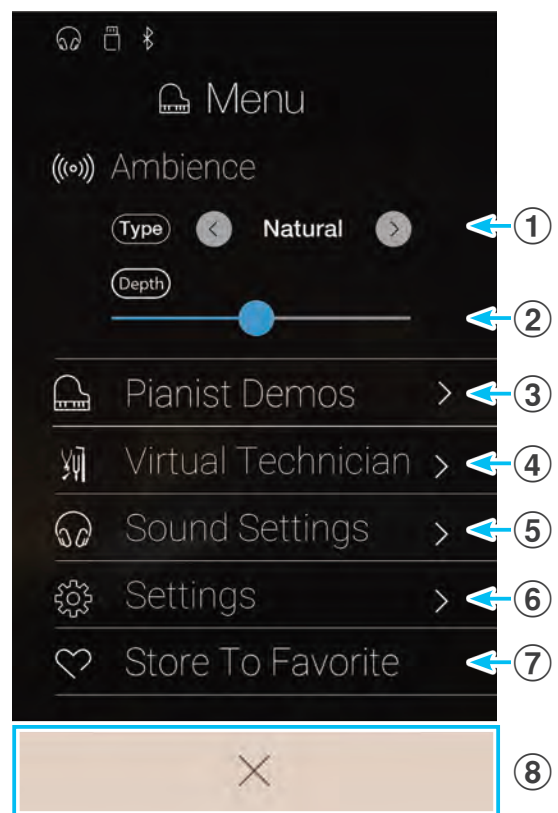 Menu
Ambience
Type < Natural > ①
Depth
②
Pianist Demos > ③
Virtual Technician > ④
Sound Settings > ⑤
Settings > ⑥
Store To Favorite ⑦
× ⑧